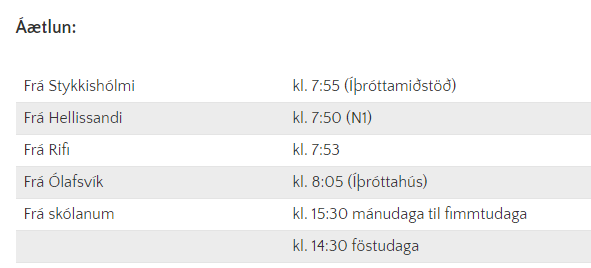 Áætlun:
Frá Stykkishólmi kl. 7:55 (Íþróttamiðstöð)
Frá Hellissandi kl. 7:50 (N1)
Frá Rifi kl. 7:53
Frá Ólafsvík kl. 8:05 (Íþróttahús)
Frá skólanum kl. 15:30 mánudaga til fimmtudaga
kl. 14:30 föstudaga